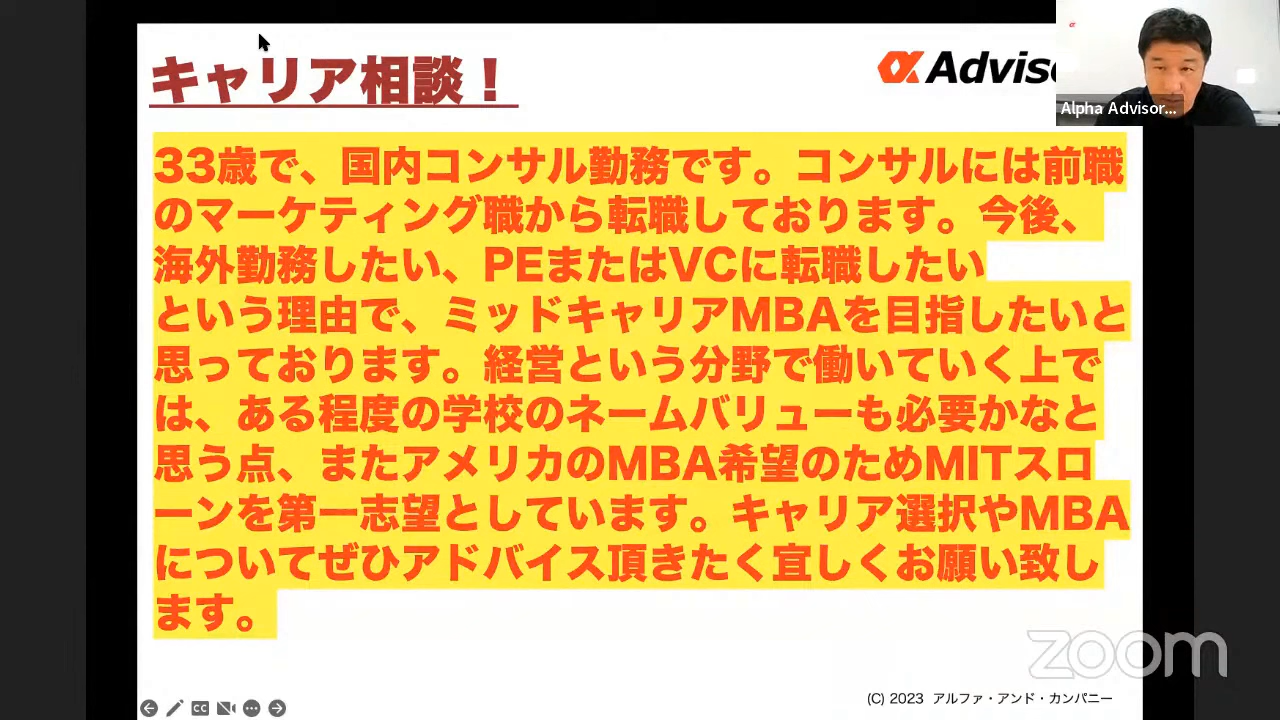 キャリア相談！
Advis
Alpha Advisor...
33歳で、国内コンサル勤務です。コンサルには前職
のマーケティング職から転職しております。今後、
海外勤務したい、PEまたはVCに転職したい
という理由で、ミッドキャリアMBAを目指したいと
思っております。経営という分野で働いていく上で
は、ある程度の学校のネームバリューも必要かなと
思う点、またアメリカのMBA希望のためMITスロ
ーンを第一志望としています。キャリア選択やMBA
についてぜひアドバイス頂きたく宜しくお願い致し
ます。
zoom
(C) 2023 アルファ・アンド・カンパニー
CC